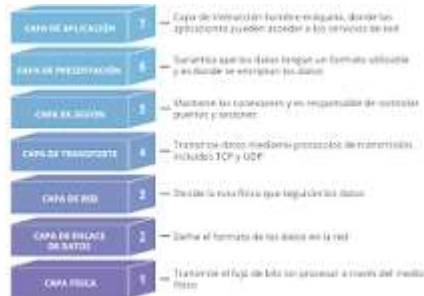 CAPA DE APLICACIÓN
7
Capa de interacción hombre-máquina, donde las
aplicaciones pueden acceder a los servicios de red
CAPA DE PRESENTACIÓN
6
Garantiza que los datos tengan un formato utilizable
y es donde se encriptan los datos
CAPA DE SESIÓN
5
Mantiene las conexiones y es responsable de controlar
puertos y sesiones
CAPA DE TRANSPORTE
4
Transmite datos mediante protocolos de transmisión
incluidos TCP y UDP
CAPA DE RED
3
Decide la ruta física que seguirán los datos
CAPA DE ENLACE
DE DATOS
2
Define el formato de los datos en la red
CAPA FÍSICA
1
Transmite el flujo de bits sin procesar a través del medio
físico